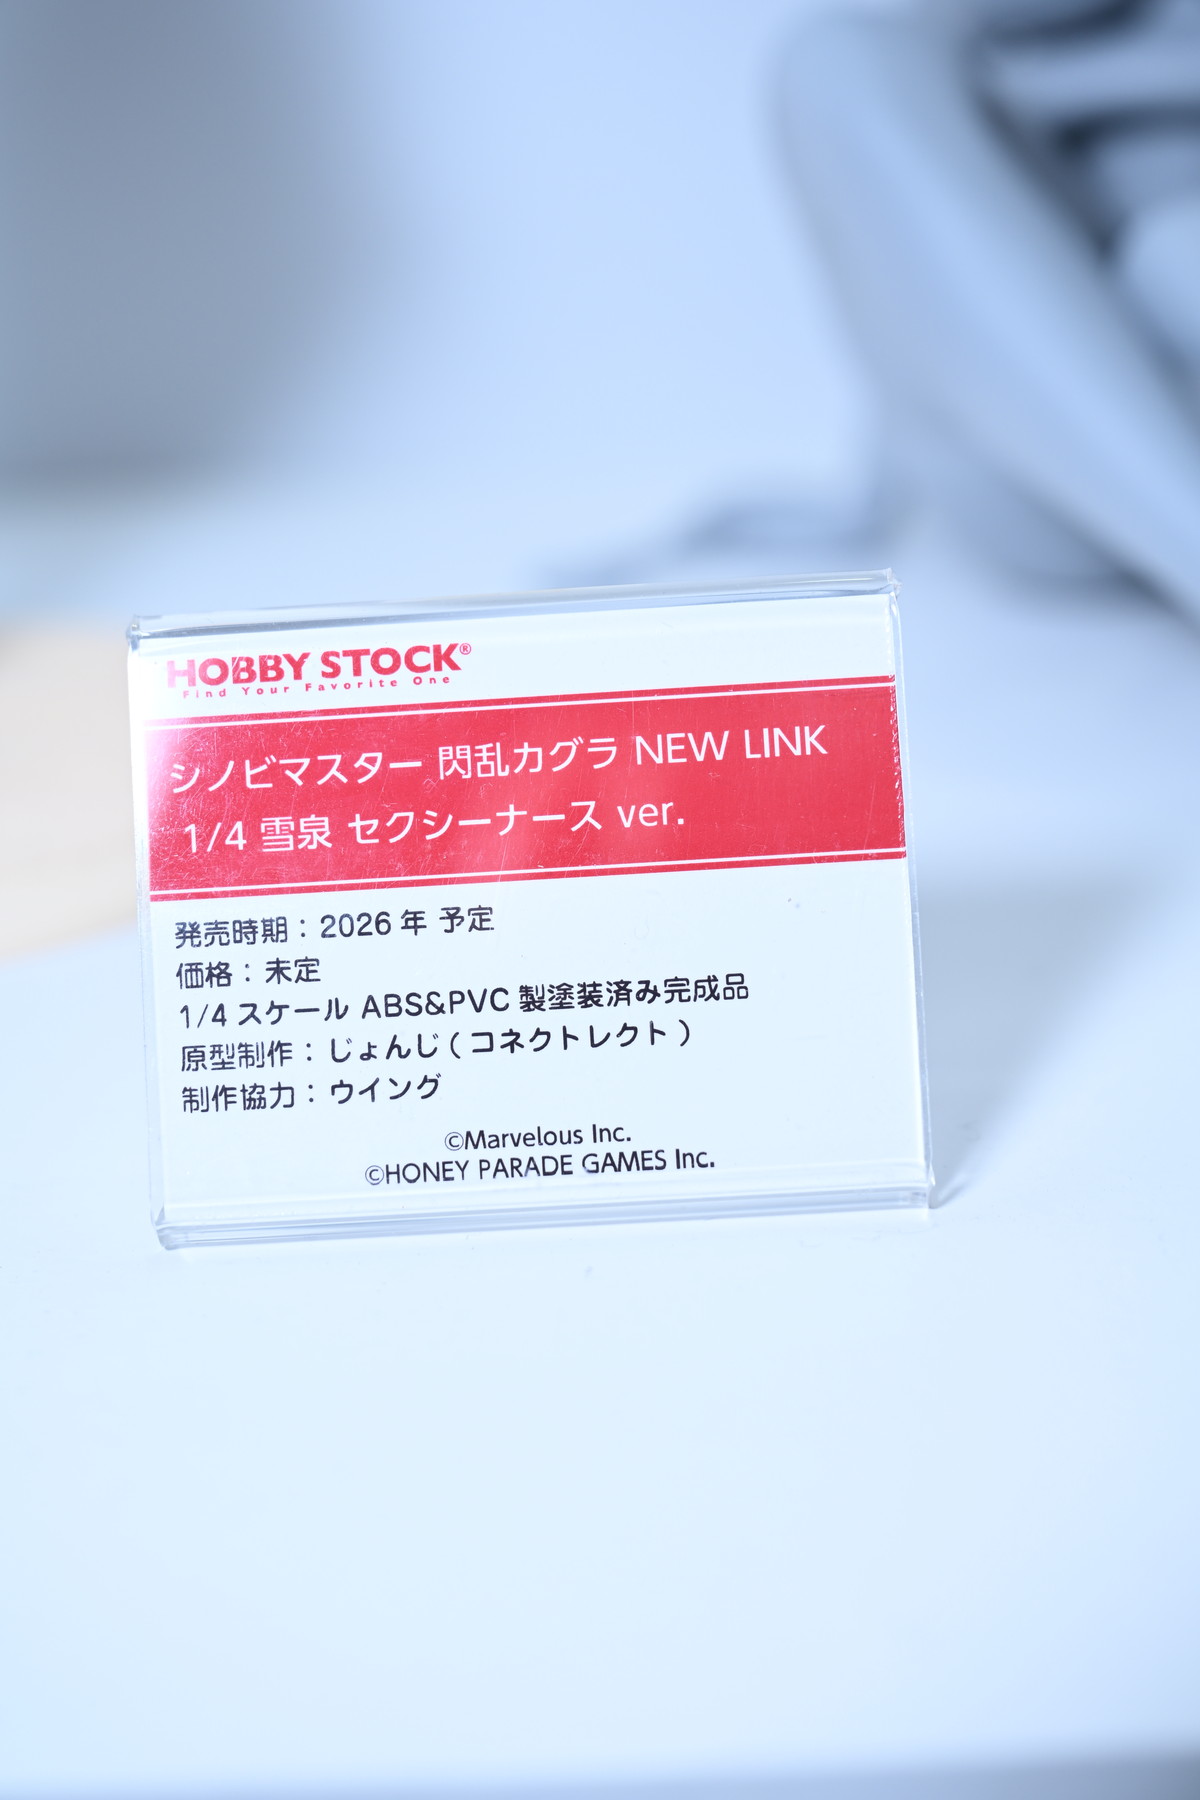 HOBBY STOCK®
Find Your Favorite One
シノビマスター 閃乱カグラ NEW LINK
1/4 雪泉 セクシーナース ver.
発売時期：2026 年 予定
価格：未定
1/4 スケール ABS&PVC 製塗装済み完成品
原型制作：じょんじ ( コネクトレクト )
制作協力：ウイング
©Marvelous Inc.
©HONEY PARADE GAMES Inc.